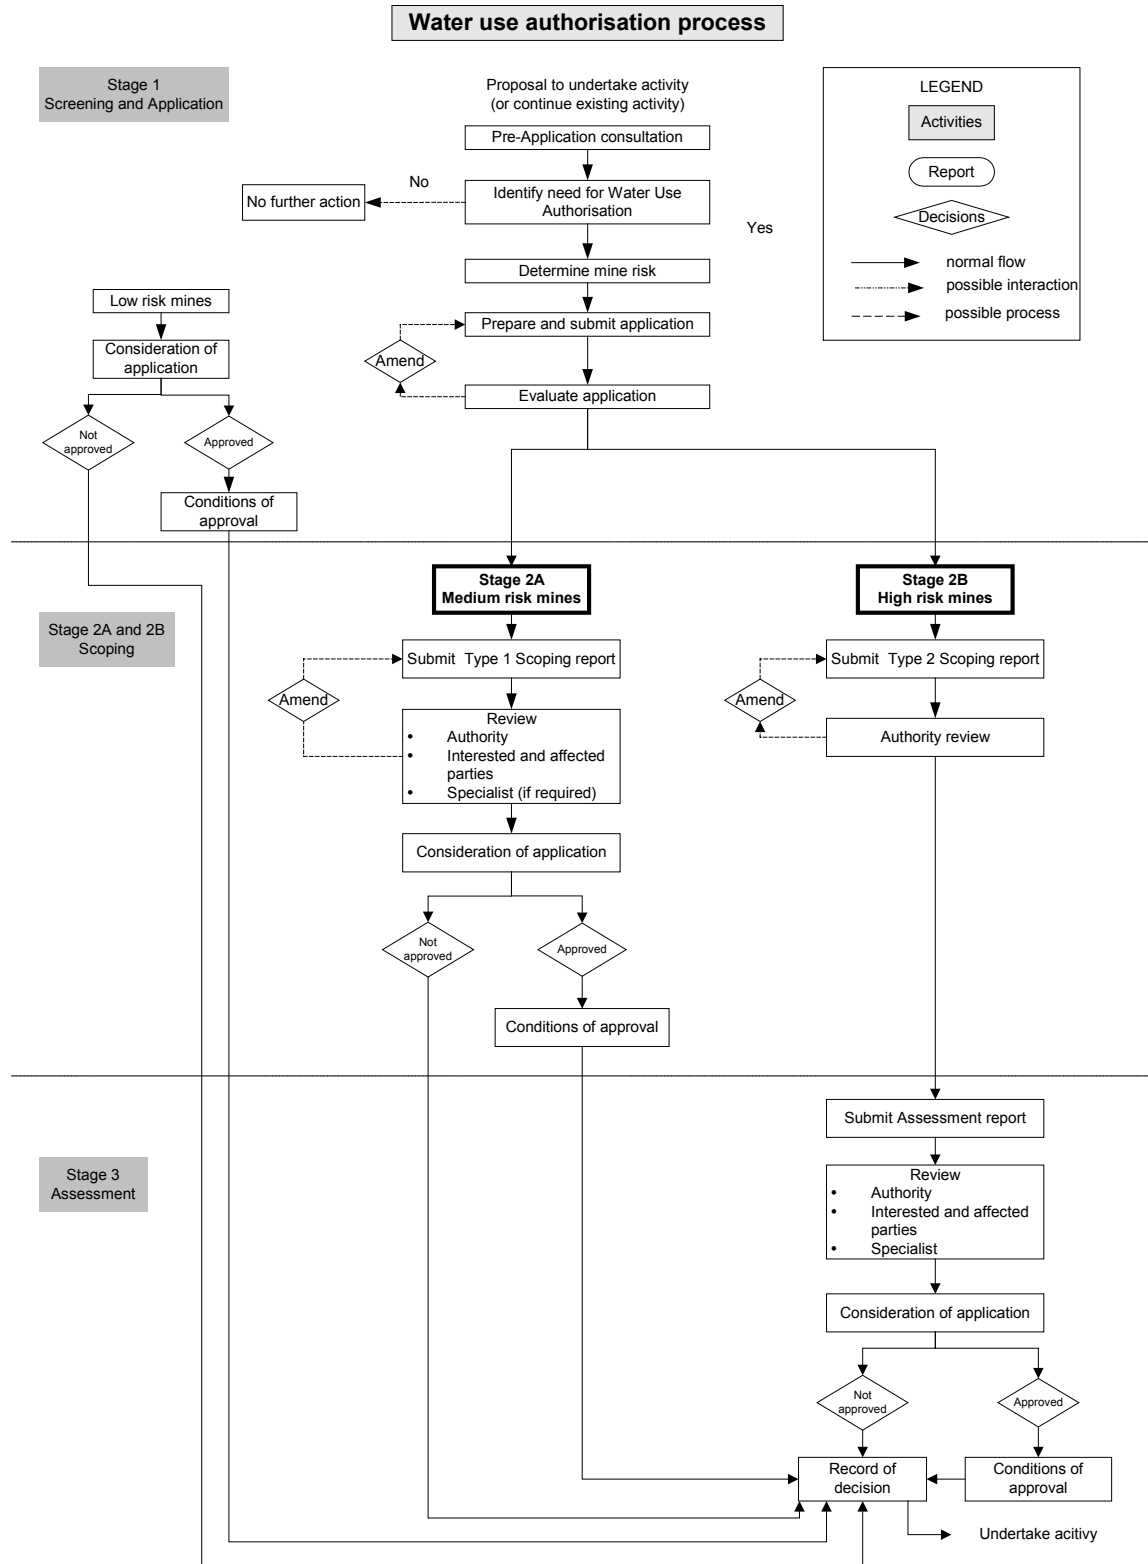 Water use authorisation process
Stage 1
Screening and Application
Proposal to undertake activity
(or continue existing activity)
Pre-Application consultation
No
Identify need for Water Use
Authorisation
No further action
Yes
Determine mine risk
Prepare and submit application
Amend
Evaluate application
LEGEND
Activities
Report
Decisions
normal flow
possible interaction
possible process
Low risk mines
Consideration of
application
Not
approved
Approved
Conditions of
approval
Stage 2A and 2B
Scoping
Stage 2A
Medium risk mines
Submit Type 1 Scoping report
Amend
Review
• Authority
• Interested and affected
parties
• Specialist (if required)
Consideration of application
Not
approved
Approved
Conditions of approval
Stage 2B
High risk mines
Submit Type 2 Scoping report
Amend
Authority review
Stage 3
Assessment
Submit Assessment report
Review
• Authority
• Interested and affected
parties
• Specialist
Consideration of application
Not
approved
Approved
Record of
decision
Conditions of
approval
Undertake acitivy